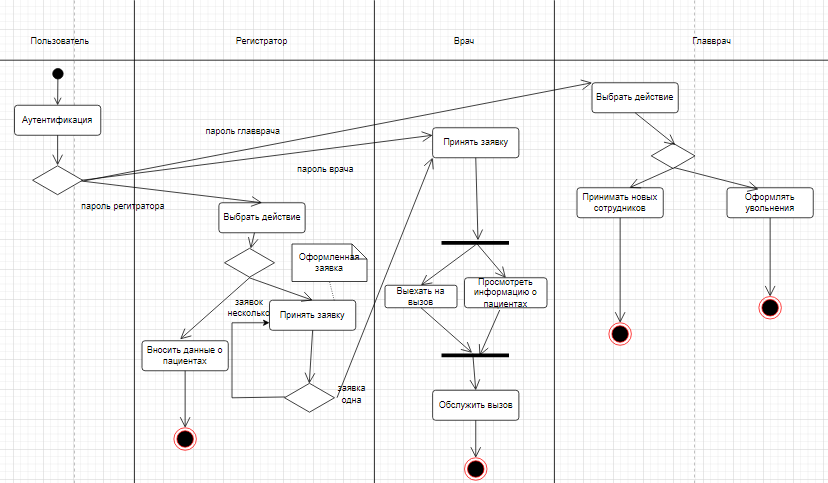 Пользователь
Регистратор
Врач
Главврач
Аутентификация
Выбрать действие
пароль главврача
Принять заявку
пароль врача
пароль регитратора
Выбрать действие
Принимать новых
сотрудников
Оформлять
увольнения
Оформленная
заявка
Выехать на
вызов
Просмотреть
информацию о
пациентах
заявок
несколько
Принять заявку
Вносить данные о
пациентах
заявка
одна
Обслужить вызов